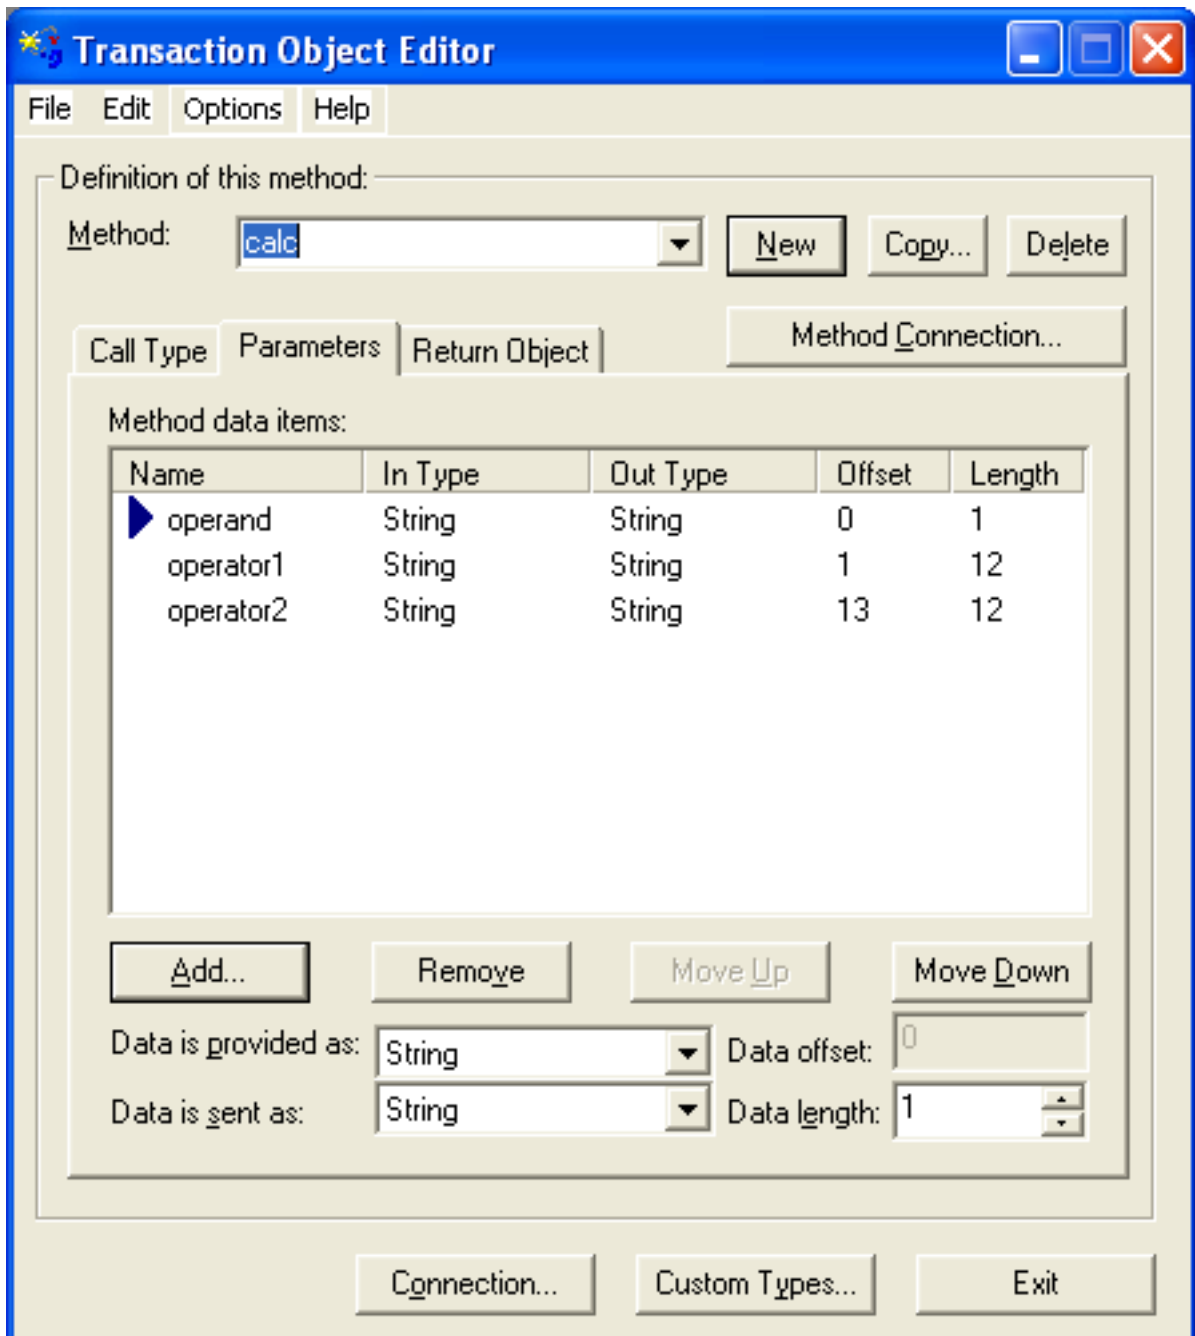 Transaction Object Editor
File Edit Options Help
Definition of this method:
Method: calc New Copy... Delete
Method Connection...
Call Type Parameters Return Object
Method data items:
Name In Type Out Type Offset Length
operand String String 0 1
operator1 String String 1 12
operator2 String String 13 12
Add... Remove Move Up Move Down
Data is provided as: String Data offset: 0
Data is sent as: String Data length: 1
Connection... Custom Types... Exit